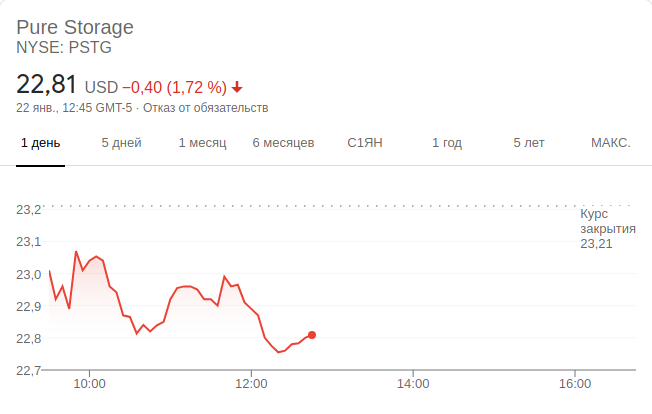 Pure Storage
NYSE: PSTG
22,81 USD −0,40 (1,72 %)
22 янв., 12:45 GMT-5 · Отказ от обязательств
1 день 5 дней 1 месяц 6 месяцев С1ЯН 1 год 5 лет МАКС.
23,2
Курс
закрытия
23,21
23,1
23,0
22,9
22,8
22,7
10:00 12:00 14:00 16:00